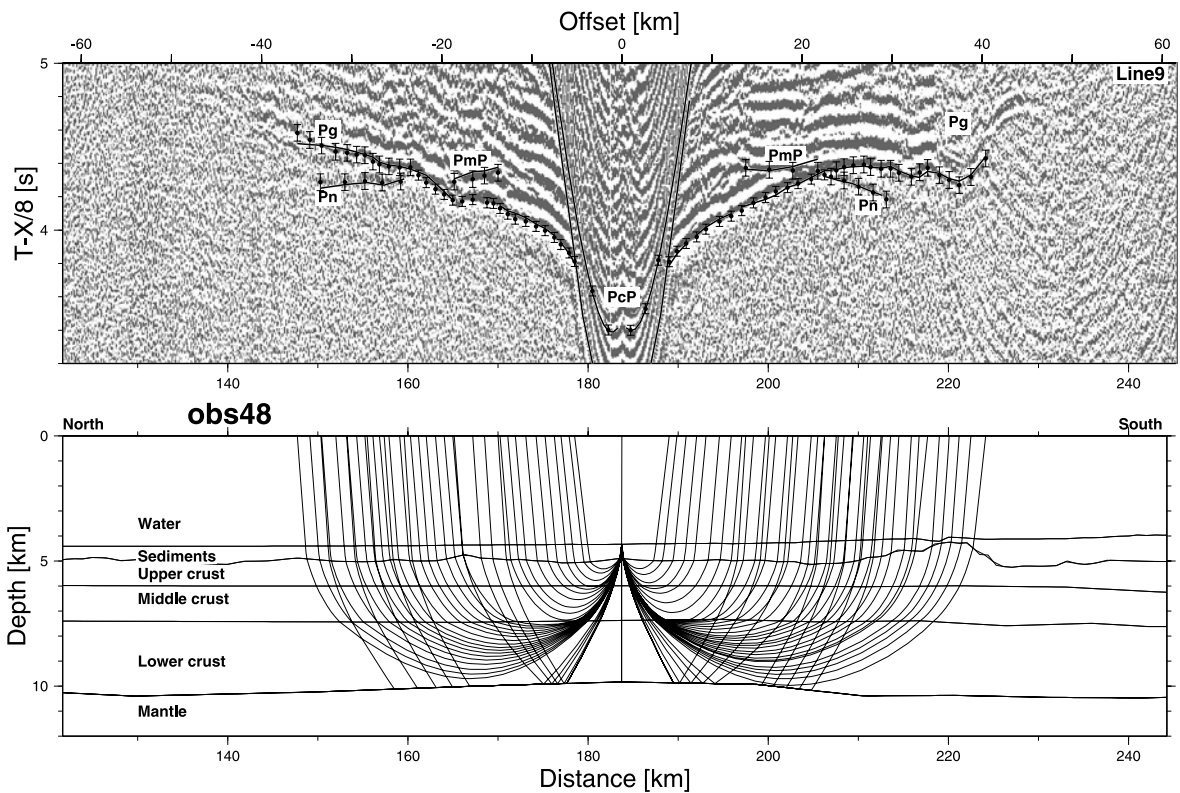 Offset [km]
-60 -40 -20 0 20 40 60
5 Line9
Pg Pg
PmP PmP
Pn Pn
T-X/8 [s]
4
PcP
140 160 180 200 220 240
obs48
North South
0
Water
Sediments
5
Upper crust
Middle crust
Depth [km]
Lower crust
10
Mantle
140 160 180 200 220 240
Distance [km]